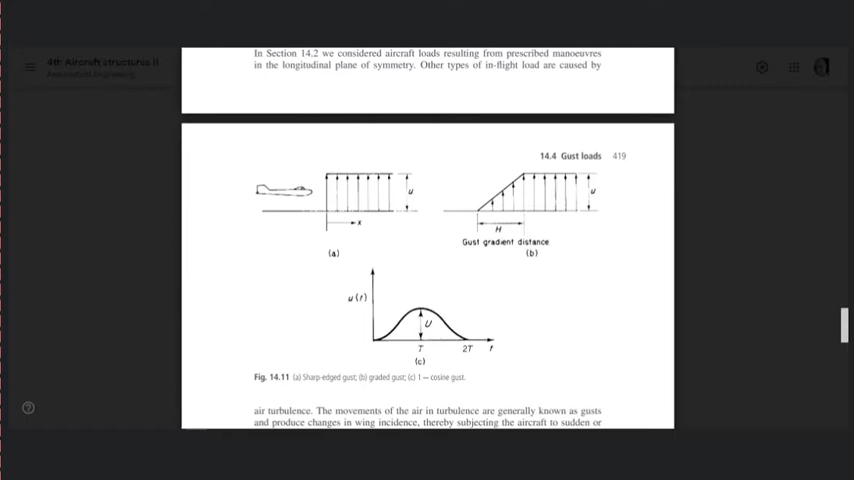 4th Aircraft structures II
Aeronautical Engineering
In Section 14.2 we considered aircraft loads resulting from prescribed manoeuvres
in the longitudinal plane of symmetry. Other types of in-flight load are caused by
14.4 Gust loads 419
u
u
x
H
Gust gradient distance
(a)
(b)
u(t)
U
T
2T
t
(c)
Fig. 14.11 (a) Sharp-edged gust; (b) graded gust; (c) 1 – cosine gust.
air turbulence. The movements of the air in turbulence are generally known as gusts
and produce changes in wing incidence, thereby subjecting the aircraft to sudden or